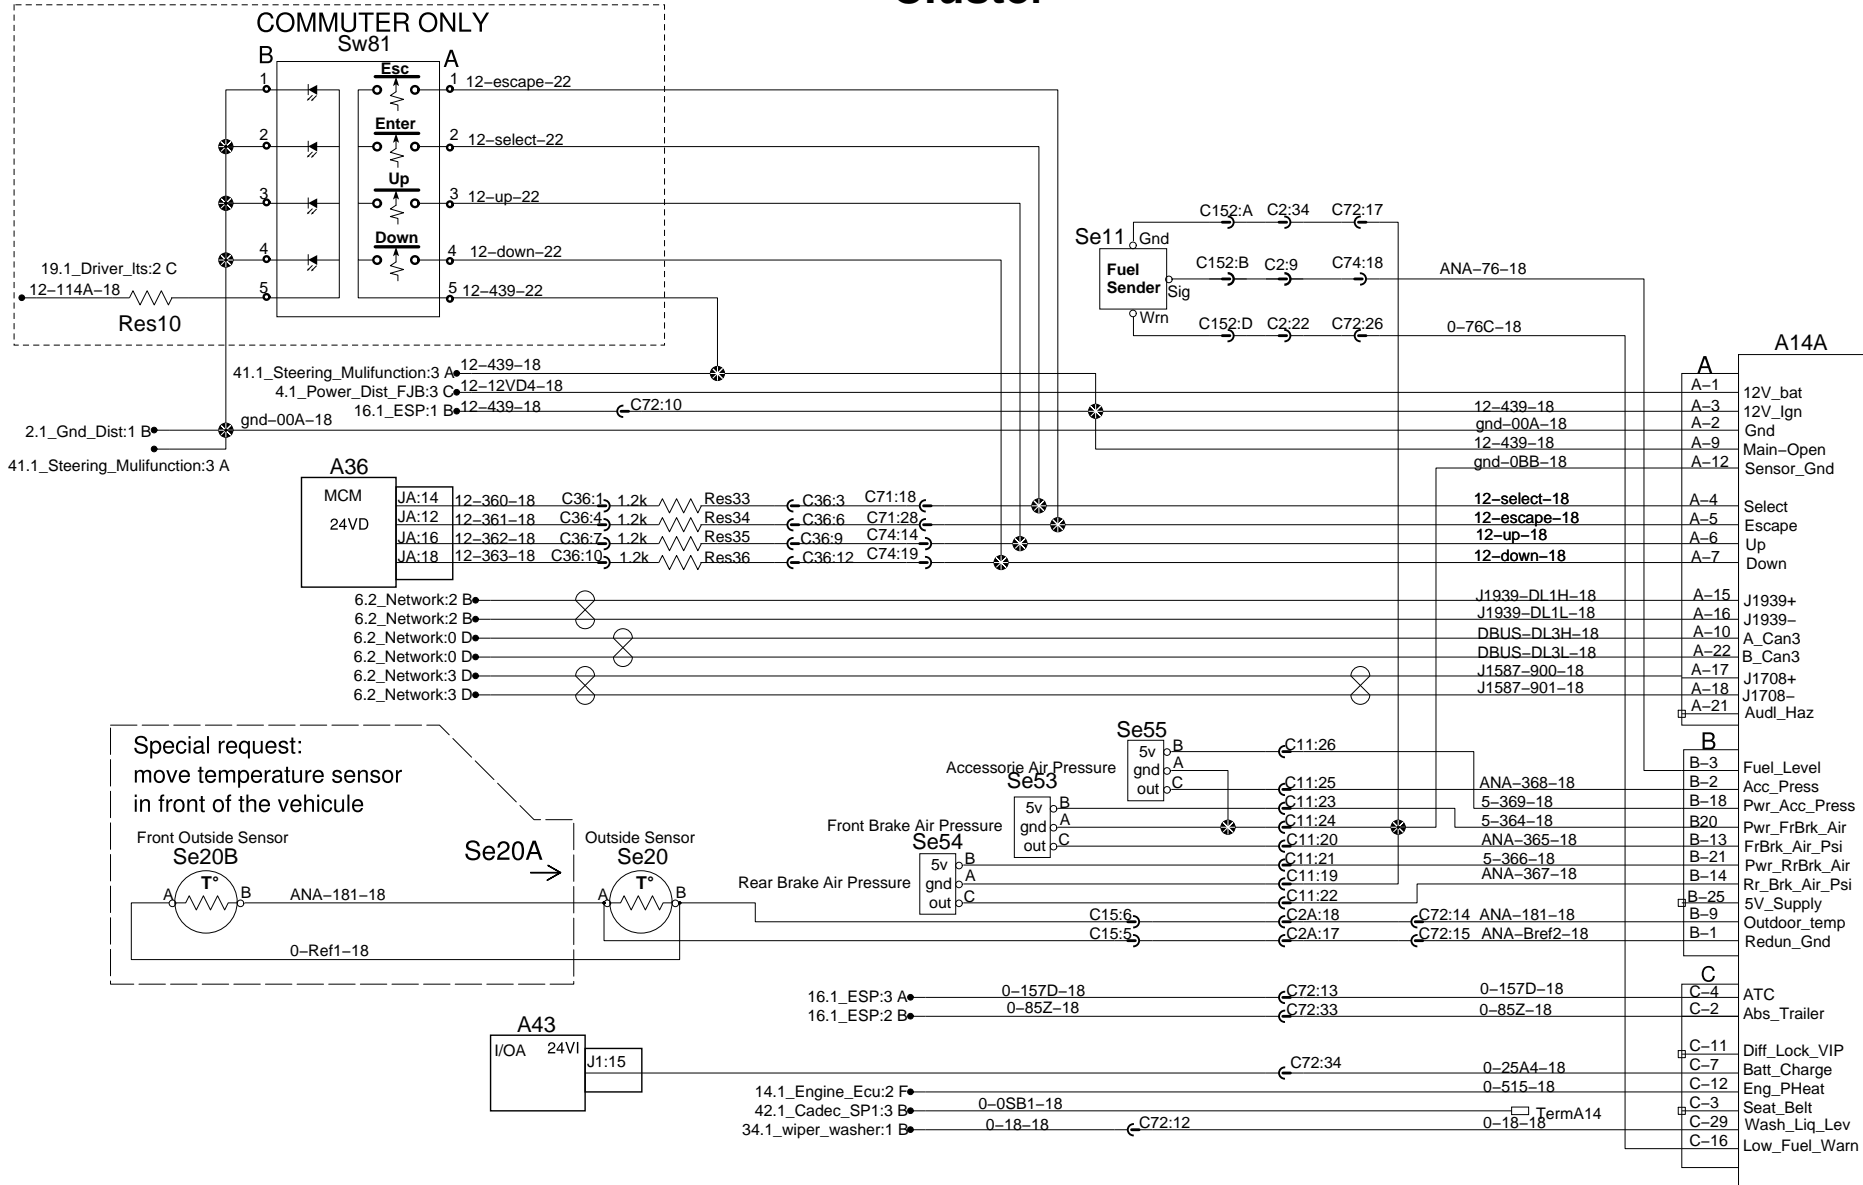 COMMUTER ONLY
Sw81
B
A
Esc
1
1
12-escape-22
Enter
2
2
12-select-22
Up
3
3
12-up-22
Down
4
4
12-down-22
5
5
12-439-22
19.1_Driver_lts:2 C
12-114A-18
Res10
Se11
Gnd
Fuel
Sender
Sig
Wrn
C152:A
C2:34
C72:17
C152:B
C2:9
C74:18
ANA-76-18
C152:D
C2:22
C72:26
0-76C-18
A14A
41.1_Steering_Mulifunction:3 A
12-439-18
4.1_Power_Dist_FJB:3 C
12-12VD4-18
16.1_ESP:1 B
12-439-18
C72:10
2.1_Gnd_Dist:1 B
gnd-00A-18
41.1_Steering_Mulifunction:3 A
A
A-1
12V_bat
12-439-18
A-3
12V_Ign
gnd-00A-18
A-2
Gnd
12-439-18
A-9
Main-Open
gnd-0BB-18
A-12
Sensor_Gnd
A36
MCM
24VD
JA:14
12-360-18
C36:1
1.2k
Res33
C36:3
C71:18
12-select-18
A-4
Select
JA:12
12-361-18
C36:4
1.2k
Res34
C36:6
C71:28
12-escape-18
A-5
Escape
JA:16
12-362-18
C36:7
1.2k
Res35
C36:9
C74:14
12-up-18
A-6
Up
JA:18
12-363-18
C36:10
1.2k
Res36
C36:12
C74:19
12-down-18
A-7
Down
6.2_Network:2 B
J1939-DL1H-18
A-15
J1939+
6.2_Network:2 B
J1939-DL1L-18
A-16
J1939-
6.2_Network:0 D
DBUS-DL3H-18
A-10
A_Can3
6.2_Network:0 D
DBUS-DL3L-18
A-22
B_Can3
6.2_Network:3 D
J1587-900-18
A-17
J1708+
6.2_Network:3 D
J1587-901-18
A-18
J1708-
A-21
Audl_Haz
Special request:
move temperature sensor
in front of the vehicule
Front Outside Sensor
Se20B
T°
A
B
ANA-181-18
0-Ref1-18
Se20A
Outside Sensor
Se20
T°
A
B
Se55
Accessorie Air Pressure
5v
gnd
out
B
A
C
Se53
Front Brake Air Pressure
5v
gnd
out
B
A
C
Se54
Rear Brake Air Pressure
5v
gnd
out
B
A
C
C11:26
C11:25
C11:23
C11:24
C11:20
C11:21
C11:19
C11:22
C15:6
C2A:18
C72:14
C15:5
C2A:17
C72:15
B
B-3
Fuel_Level
ANA-368-18
B-2
Acc_Press
5-369-18
B-18
Pwr_Acc_Press
5-364-18
B20
Pwr_FrBrk_Air
ANA-365-18
B-13
FrBrk_Air_Psi
5-366-18
B-21
Pwr_RrBrk_Air
ANA-367-18
B-14
Rr_Brk_Air_Psi
B-25
5V_Supply
ANA-181-18
B-9
Outdoor_temp
ANA-Bref2-18
B-1
Redun_Gnd
C
16.1_ESP:3 A
0-157D-18
C72:13
0-157D-18
C-4
ATC
16.1_ESP:2 B
0-85Z-18
C72:33
0-85Z-18
C-2
Abs_Trailer
A43
I/OA
24VI
J1:15
C-11
Diff_Lock_VIP
C72:34
0-25A4-18
C-7
Batt_Charge
14.1_Engine_Ecu:2 F
0-515-18
C-12
Eng_PHeat
42.1_Cadec_SP1:3 B
0-0SB1-18
TermA14
C-3
Seat_Belt
34.1_wiper_washer:1 B
0-18-18
C72:12
0-18-18
C-29
Wash_Liq_Lev
C-16
Low_Fuel_Warn